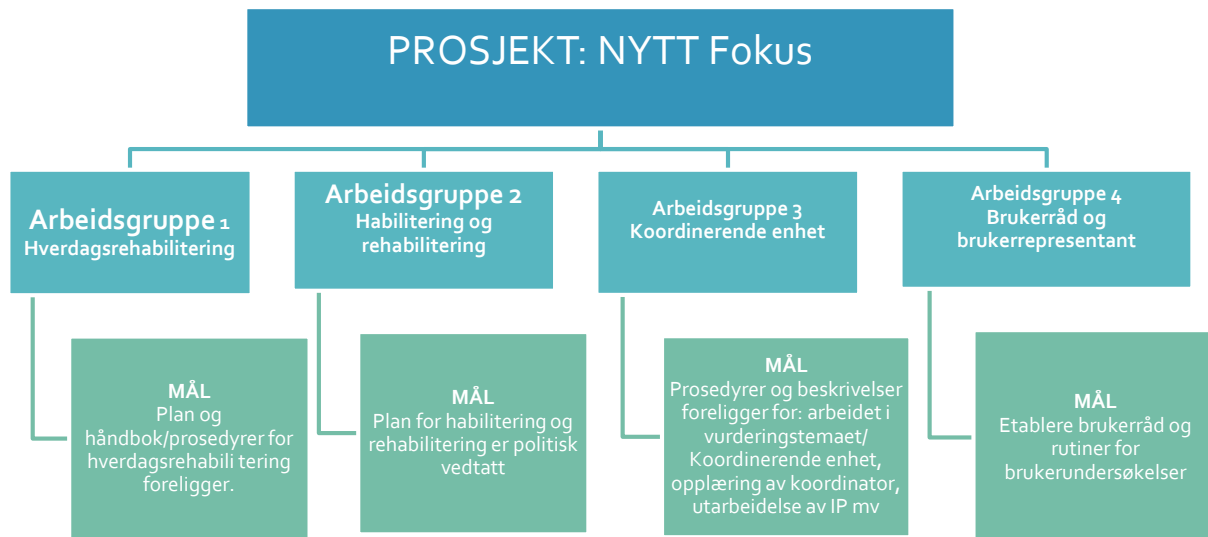 PROSJEKT: NYTT Fokus
Arbeidsgruppe 1
Hverdagsrehabilitering
Arbeidsgruppe 2
Habilitering og
rehabilitering
Arbeidsgruppe 3
Koordinerende enhet
Arbeidsgruppe 4
Brukerråd og
brukerrepresentant
MÅL
Plan og
håndbok/prosedyrer for
hverdagsrehabili tering
foreligger.
MÅL
Plan for habilitering og
rehabilitering er politisk
vedtatt
MÅL
Prosedyrer og beskrivelser
foreligger for: arbeidet i
vurderingstemaet/
Koordinerende enhet,
opplæring av koordinator,
utarbeidelse av IP mv
MÅL
Etablere brukerråd og
rutiner for
brukerundersøkelser